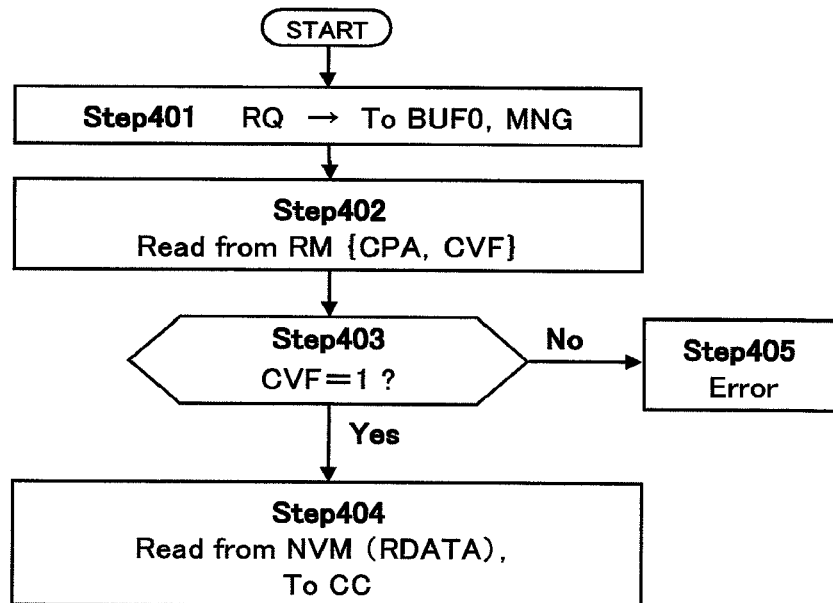 START
Step401 RQ → To BUF0, MNG
Step402
Read from RM {CPA, CVF}
Step403
CVF=1 ?
No
Step405
Error
Yes
Step404
Read from NVM (RDATA),
To CC